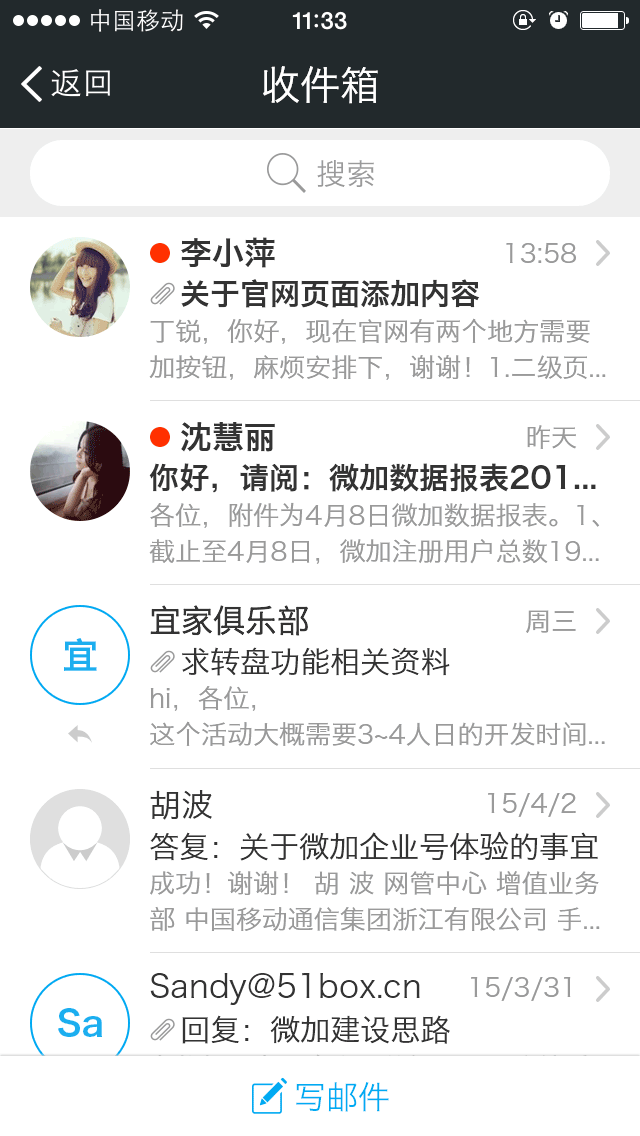 中国移动 11:33
返回 收件箱
搜索
李小萍 13:58
关于官网页面添加内容
丁锐，你好，现在官网有两个地方需要
加按钮，麻烦安排下，谢谢！1.二级页...
沈慧丽 昨天
你好，请阅：微加数据报表201...
各位，附件为4月8日微加数据报表。1、
截止至4月8日，微加注册用户总数19...
宜 宜家俱乐部 周三
求转盘功能相关资料
hi，各位，
这个活动大概需要3~4人日的开发时间...
胡波 15/4/2
答复：关于微加企业号体验的事宜
成功！谢谢！ 胡 波 网管中心 增值业务
部 中国移动通信集团浙江有限公司 手...
Sa Sandy@51box.cn 15/3/31
回复：微加建设思路
写邮件